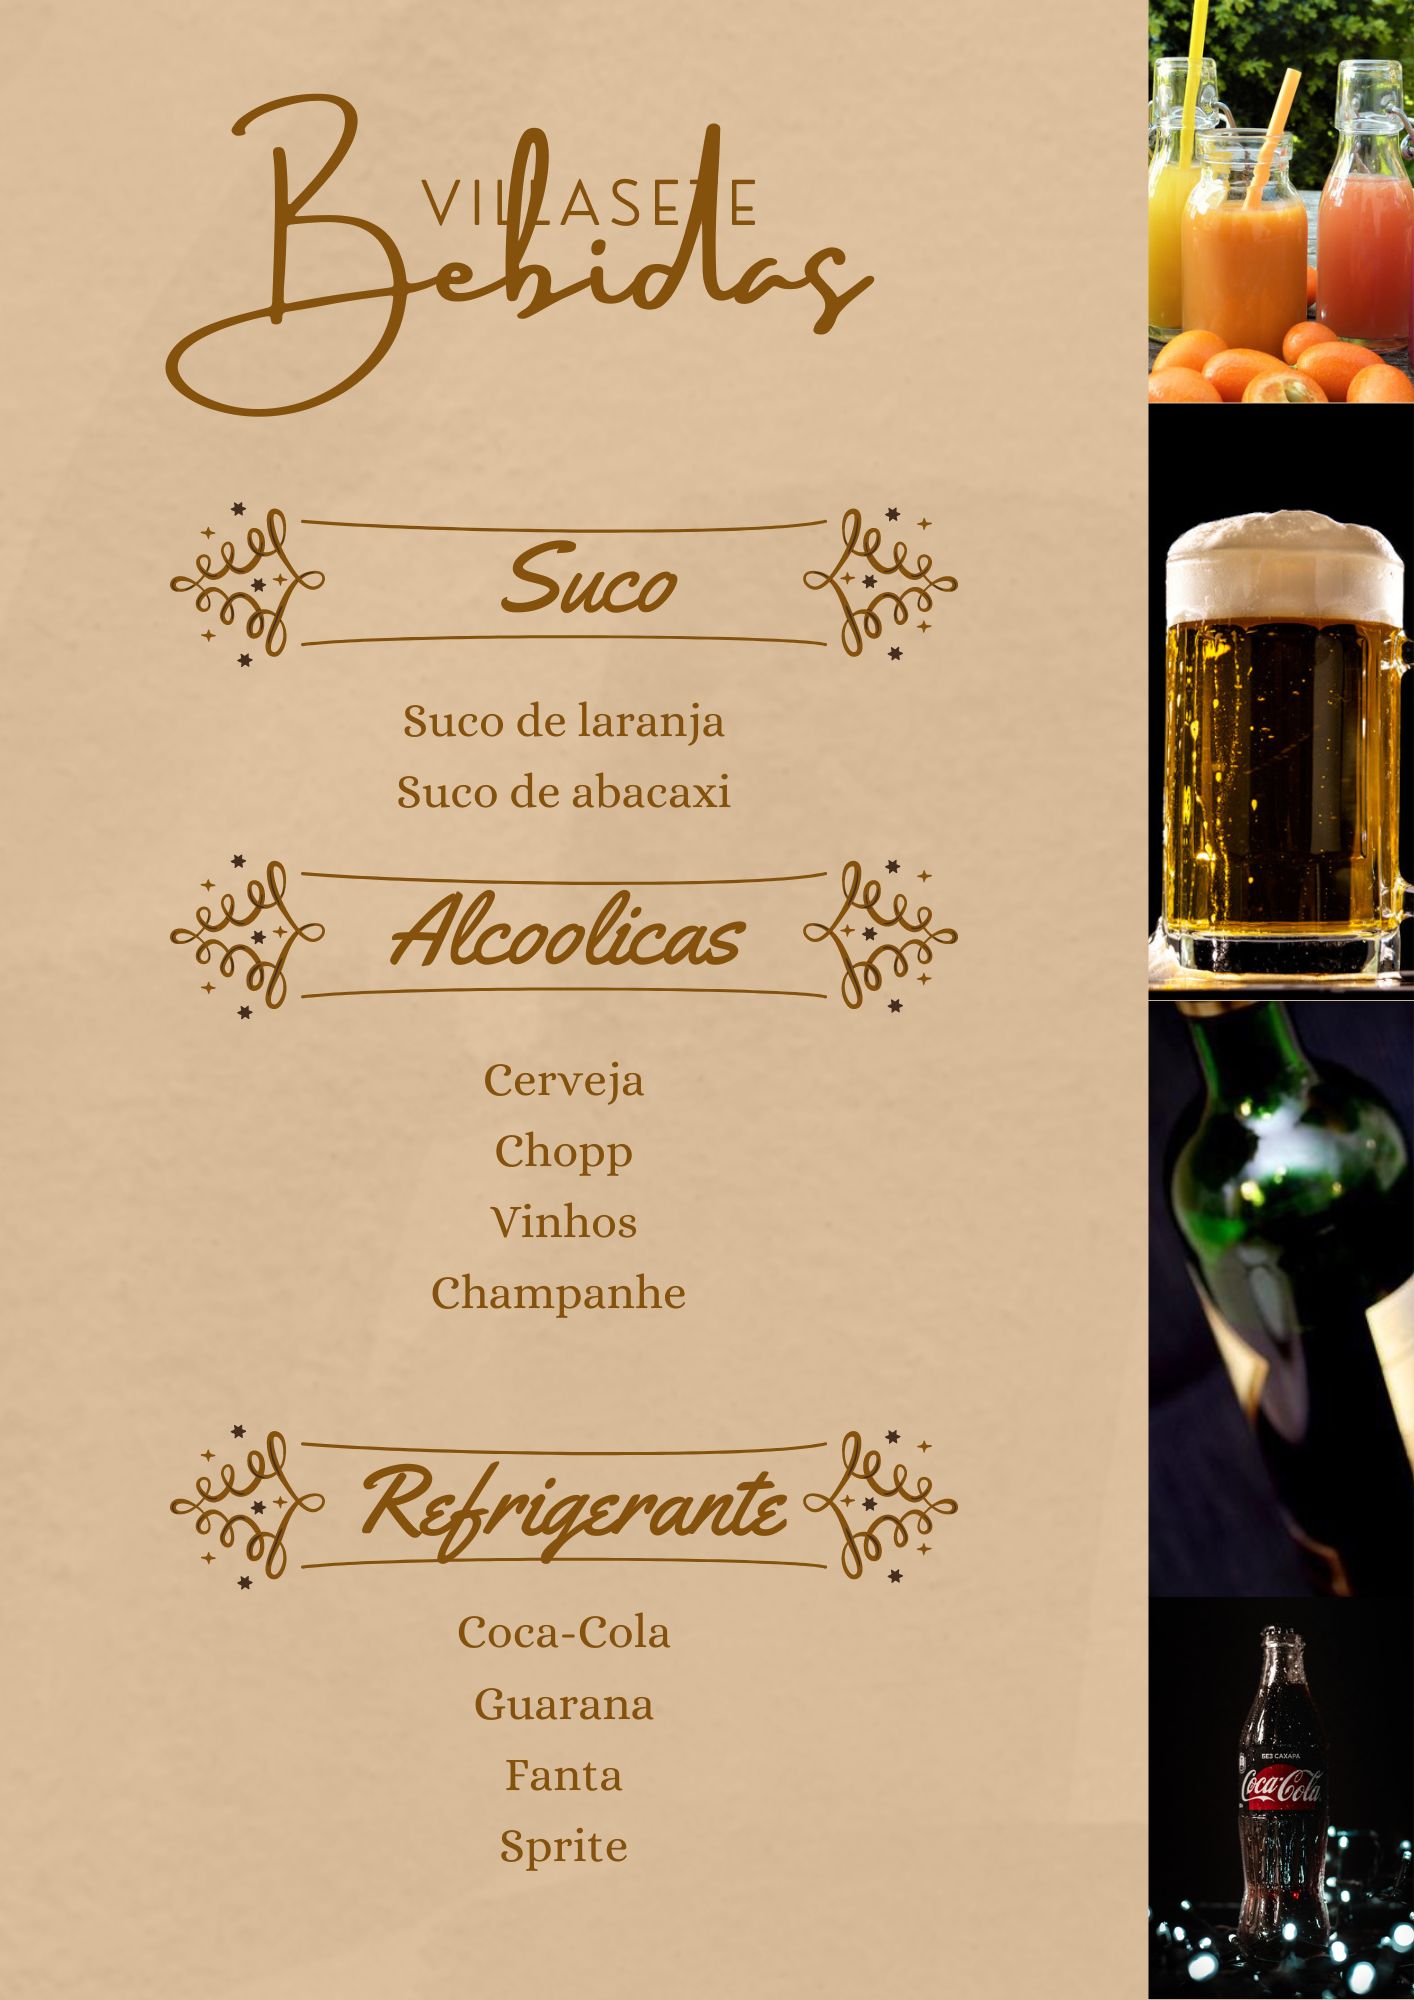 VILLASETE
Bebidas
Suco
Suco de laranja
Suco de abacaxi
Alcoolicas
Cerveja
Chopp
Vinhos
Champanhe
Refrigerante
Coca-Cola
Guarana
Fanta
Sprite
БЕЗ САХАРА
Coca-Cola